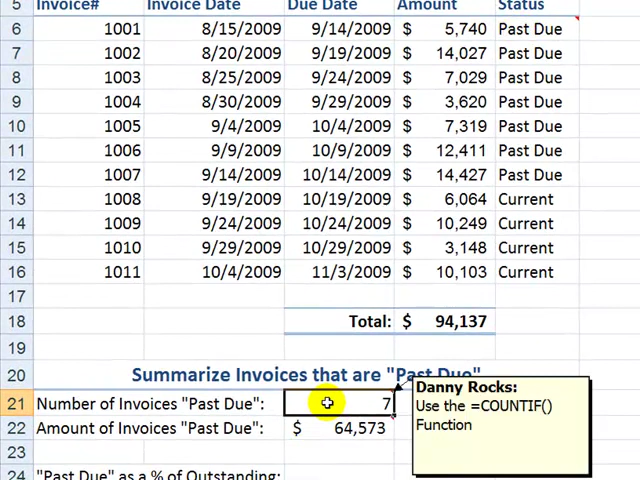 5 Invoice# Invoice Date Due Date Amount Status
6 1001 8/15/2009 9/14/2009 $ 5,740 Past Due
7 1002 8/20/2009 9/19/2009 $ 14,027 Past Due
8 1003 8/25/2009 9/24/2009 $ 7,029 Past Due
9 1004 8/30/2009 9/29/2009 $ 3,620 Past Due
10 1005 9/4/2009 10/4/2009 $ 7,319 Past Due
11 1006 9/9/2009 10/9/2009 $ 12,411 Past Due
12 1007 9/14/2009 10/14/2009 $ 14,427 Past Due
13 1008 9/19/2009 10/19/2009 $ 6,064 Current
14 1009 9/24/2009 10/24/2009 $ 10,249 Current
15 1010 9/29/2009 10/29/2009 $ 3,148 Current
16 1011 10/4/2009 11/3/2009 $ 10,103 Current
17
18 Total: $ 94,137
19
20 Summarize Invoices that are "Past Due"
21 Number of Invoices "Past Due": 7
22 Amount of Invoices "Past Due": $ 64,573
23
24 "Past Due" as a % of Outstanding:
Danny Rocks:
Use the =COUNTIF()
Function